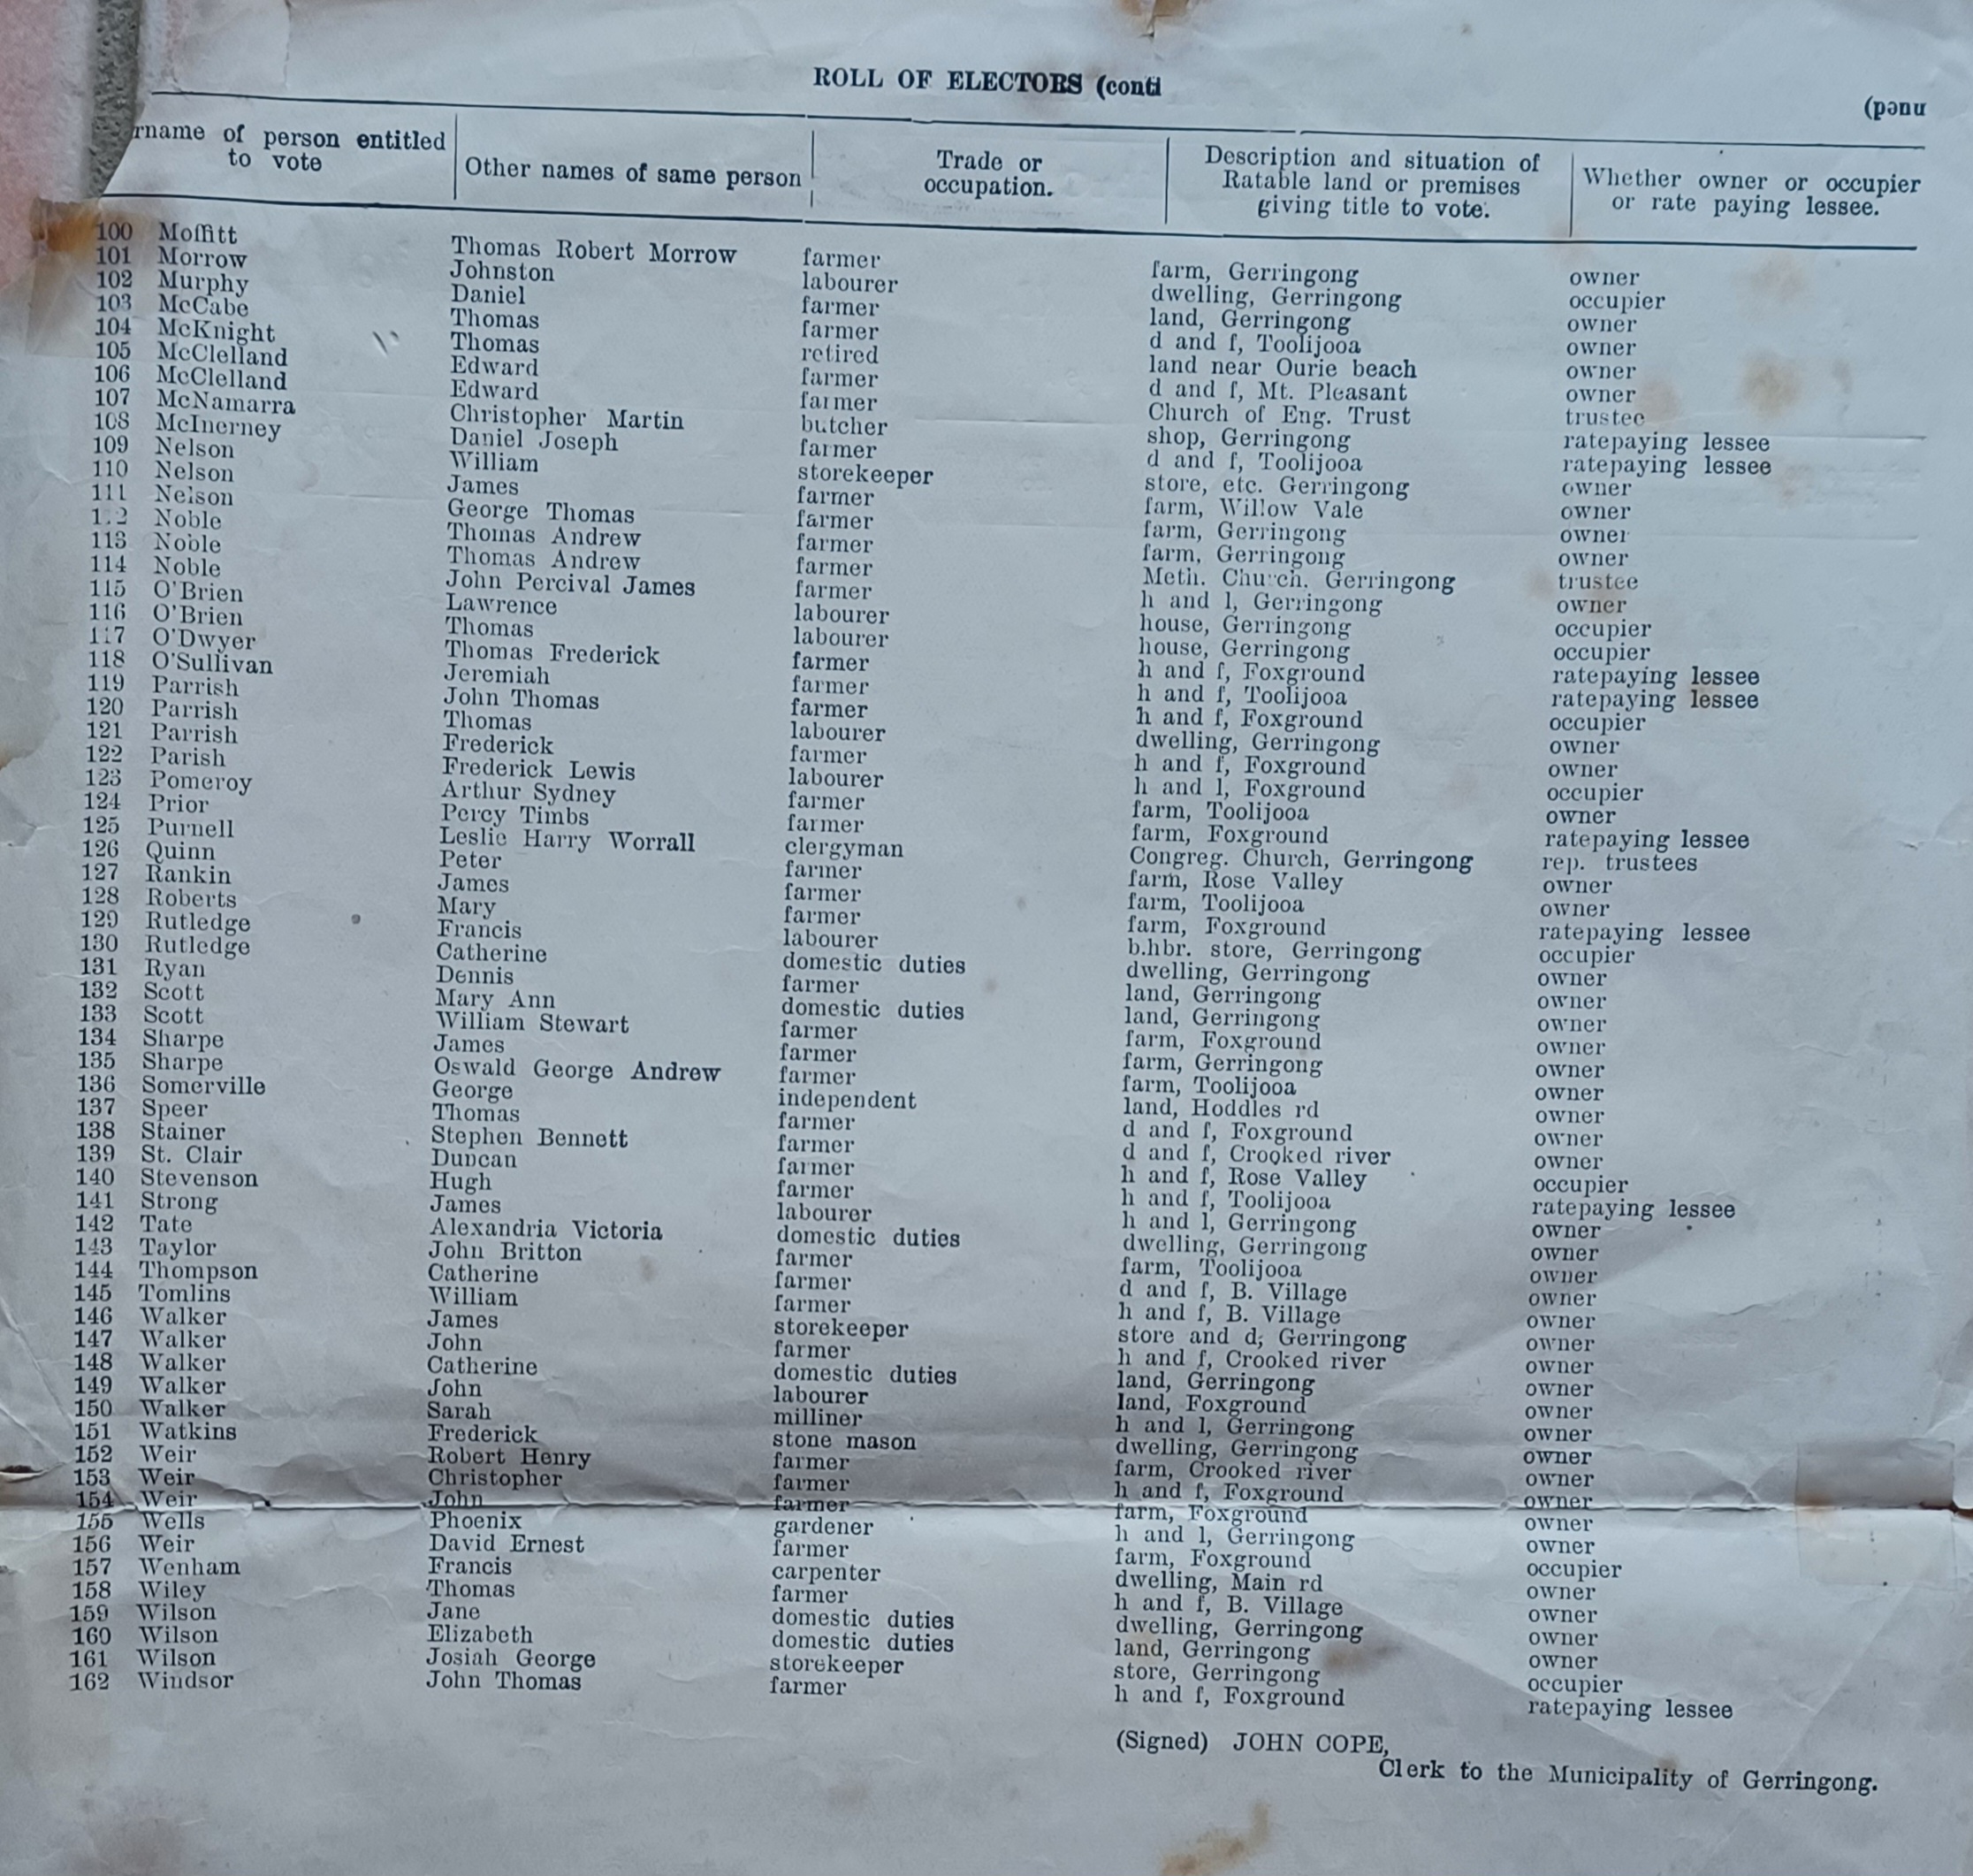 ROLL OF ELECTORS (conti nued)
rname of person entitled to vote | Other names of same person | Trade or occupation. | Description and situation of Ratable land or premises giving title to vote. | Whether owner or occupier or rate paying lessee.
100 Moffitt Thomas Robert Morrow farmer farm, Gerringong owner
101 Morrow Johnston labourer dwelling, Gerringong occupier
102 Murphy Daniel farmer land, Gerringong owner
103 McCabe Thomas farmer d and f, Toolijooa owner
104 McKnight Thomas retired land near Ourie beach owner
105 McClelland Edward farmer d and f, Mt. Pleasant owner
106 McClelland Edward farmer Church of Eng. Trust trustee
107 McNamarra Christopher Martin butcher shop, Gerringong ratepaying lessee
108 McInerney Daniel Joseph farmer d and f, Toolijooa ratepaying lessee
109 Nelson William storekeeper store, etc. Gerringong owner
110 Nelson James farmer farm, Willow Vale owner
111 Nelson George Thomas farmer farm, Gerringong owner
112 Noble Thomas Andrew farmer farm, Gerringong owner
113 Noble Thomas Andrew farmer Meth. Church, Gerringong trustee
114 Noble John Percival James farmer h and l, Gerringong owner
115 O'Brien Lawrence labourer house, Gerringong occupier
116 O'Brien Thomas labourer house, Gerringong occupier
117 O'Dwyer Thomas Frederick farmer h and f, Foxground ratepaying lessee
118 O'Sullivan Jeremiah farmer h and f, Toolijooa ratepaying lessee
119 Parrish John Thomas farmer h and f, Foxground occupier
120 Parrish Thomas labourer dwelling, Gerringong owner
121 Parrish Frederick farmer h and f, Foxground owner
122 Parish Frederick Lewis labourer h and l, Foxground occupier
123 Pomeroy Arthur Sydney farmer farm, Toolijooa owner
124 Prior Percy Timbs farmer farm, Foxground ratepaying lessee
125 Purnell Leslie Harry Worrall clergyman Congreg. Church, Gerringong rep. trustees
126 Quinn Peter farmer farm, Rose Valley owner
127 Rankin James farmer farm, Toolijooa owner
128 Roberts Mary farmer farm, Foxground ratepaying lessee
129 Rutledge Francis labourer b.hbr. store, Gerringong occupier
130 Rutledge Catherine domestic duties dwelling, Gerringong owner
131 Ryan Dennis farmer land, Gerringong owner
132 Scott Mary Ann domestic duties land, Gerringong owner
133 Scott William Stewart farmer farm, Foxground owner
134 Sharpe James farmer farm, Gerringong owner
135 Sharpe Oswald George Andrew farmer farm, Toolijooa owner
136 Somerville George independent land, Hoddles rd owner
137 Speer Thomas farmer d and f, Foxground owner
138 Stainer Stephen Bennett farmer d and f, Crooked river owner
139 St. Clair Duncan farmer h and f, Rose Valley occupier
140 Stevenson Hugh farmer h and f, Toolijooa ratepaying lessee
141 Strong James labourer h and l, Gerringong owner
142 Tate Alexandria Victoria domestic duties dwelling, Gerringong owner
143 Taylor John Britton farmer farm, Toolijooa owner
144 Thompson Catherine farmer d and f, B. Village owner
145 Tomlins William farmer h and f, B. Village owner
146 Walker James storekeeper store and d, Gerringong owner
147 Walker John farmer h and f, Crooked river owner
148 Walker Catherine domestic duties land, Gerringong owner
149 Walker John labourer land, Foxground owner
150 Walker Sarah milliner h and l, Gerringong owner
151 Watkins Frederick stone mason dwelling, Gerringong owner
152 Weir Robert Henry farmer farm, Crooked river owner
153 Weir Christopher farmer h and f, Foxground owner
154 Weir John farmer farm, Foxground owner
155 Wells Phoenix gardener h and l, Gerringong owner
156 Weir David Ernest farmer farm, Foxground occupier
157 Wenham Francis carpenter dwelling, Main rd owner
158 Wiley Thomas farmer h and f, B. Village owner
159 Wilson Jane domestic duties dwelling, Gerringong owner
160 Wilson Elizabeth domestic duties land, Gerringong owner
161 Wilson Josiah George storekeeper store, Gerringong occupier
162 Windsor John Thomas farmer h and f, Foxground ratepaying lessee
(Signed) JOHN COPE,
Clerk to the Municipality of Gerringong.